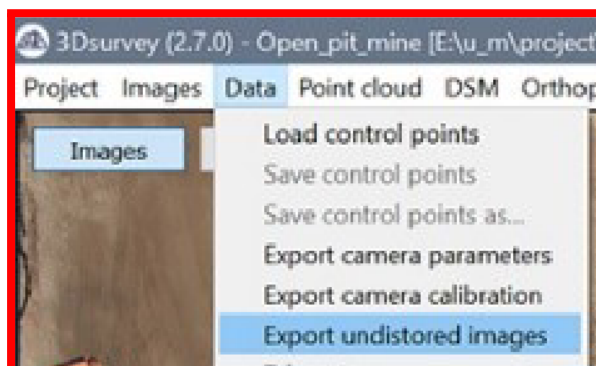 3Dsurvey (2.7.0) - Open_pit_mine [E:\u_m\project
Project Images Data Point cloud DSM Orthop
Images
Load control points
Save control points
Save control points as...
Export camera parameters
Export camera calibration
Export undistored images